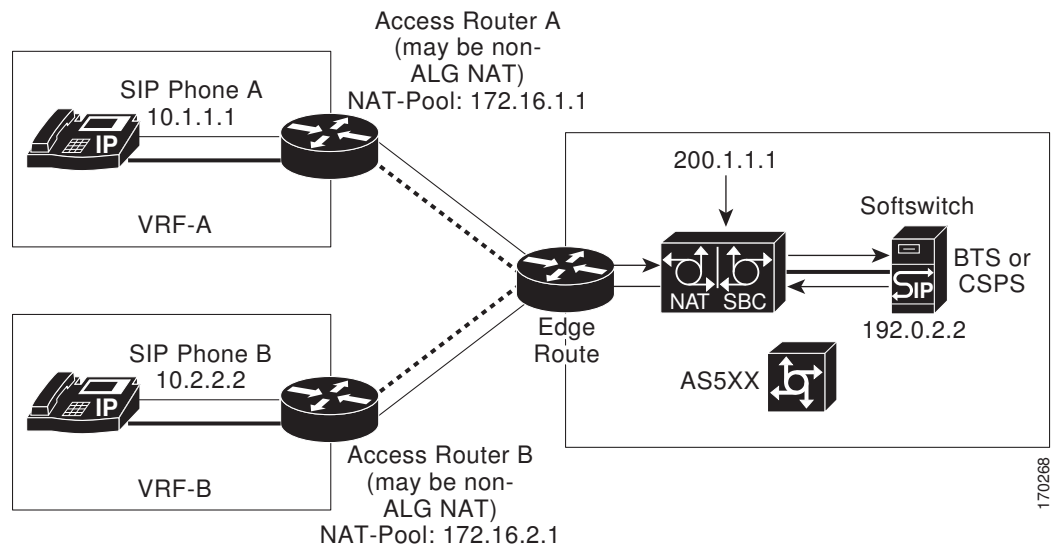 Access Router A
(may be non-
ALG NAT)
NAT-Pool: 172.16.1.1
SIP Phone A
10.1.1.1
IP
VRF-A
200.1.1.1
Softswitch
BTS or
CSPS
NAT SBC
SIP
192.0.2.2
Edge
Route
AS5XX
SIP Phone B
10.2.2.2
IP
VRF-B
Access Router B
(may be non-
ALG NAT)
NAT-Pool: 172.16.2.1
170268